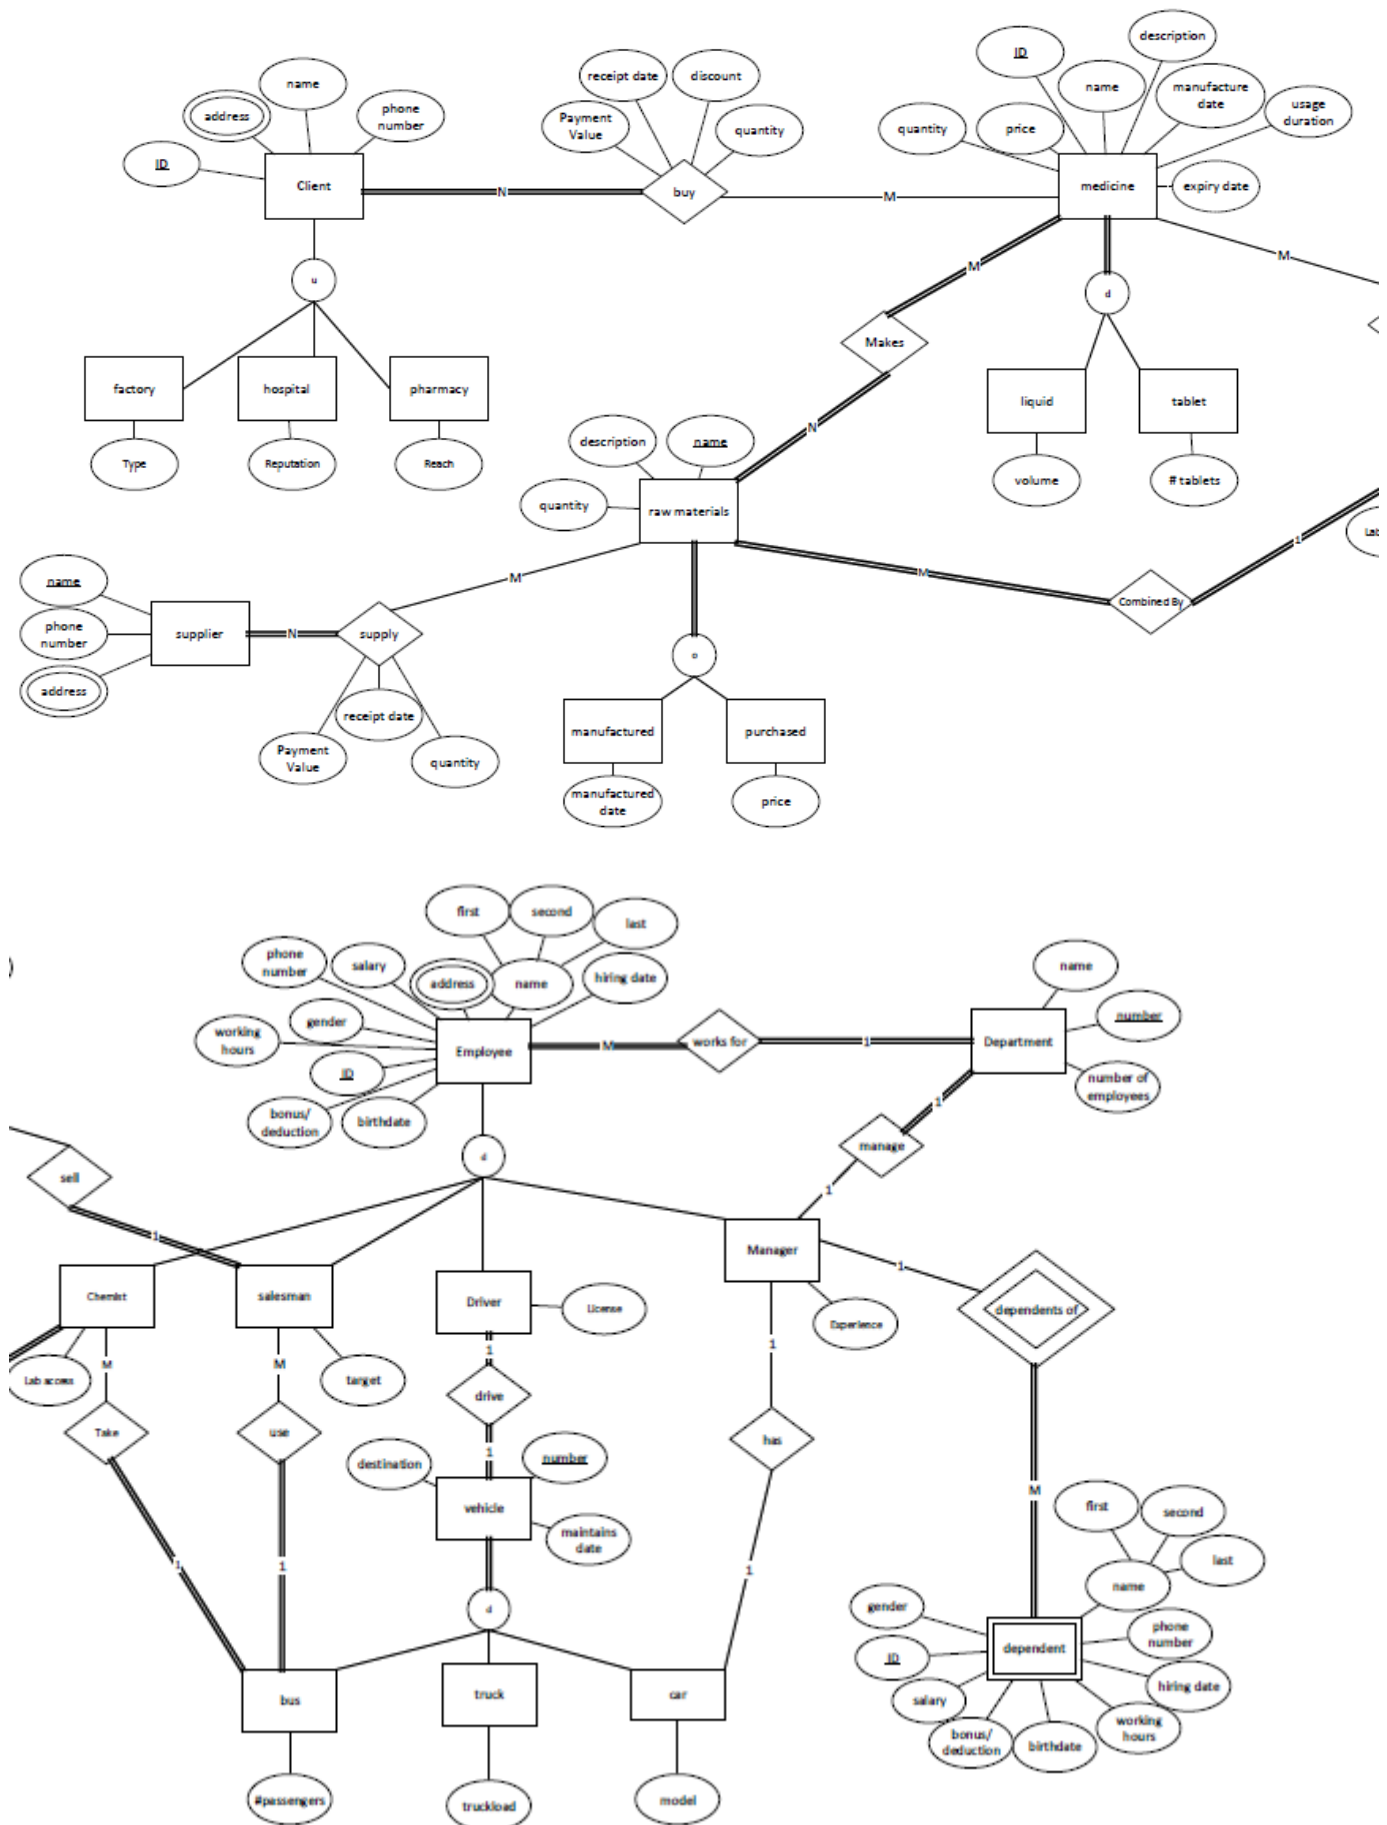 description
ID
name
receipt date
discount
name
manufacture
date
address
phone
number
usage
duration
Payment
Value
quantity
quantity
price
ID
Client
N
buy
M
medicine
expiry date
u
M
M
d
Makes
factory
hospital
pharmacy
liquid
tablet
N
description
name
Type
Reputation
Reach
volume
# tablets
quantity
raw materials
1
name
M
M
Combined By
phone
number
supplier
N
supply
address
o
receipt date
manufactured
purchased
Payment
Value
quantity
manufactured
date
price
first
second
last
phone
number
salary
address
name
hiring date
name
working
hours
gender
number
Employee
M
works for
1
Department
ID
number of
employees
bonus/
deduction
birthdate
1
manage
d
sell
1
1
Manager
1
Chemist
salesman
Driver
License
dependents of
Experience
1
1
M
M
Lab access
target
drive
Take
use
has
1
number
destination
vehicle
M
first
second
maintains
date
last
1
1
1
name
d
gender
phone
number
dependent
ID
hiring date
bus
truck
car
salary
working
hours
bonus/
deduction
birthdate
#passengers
truckload
model